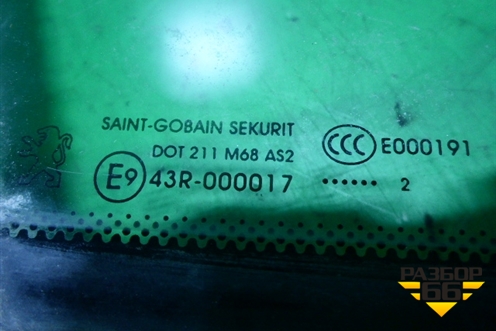 SAINT-GOBAIN SEKURIT
DOT 211 M68 AS2
E9 43R-000017 ...... 2
CCC E000191
РАЗБОР
66